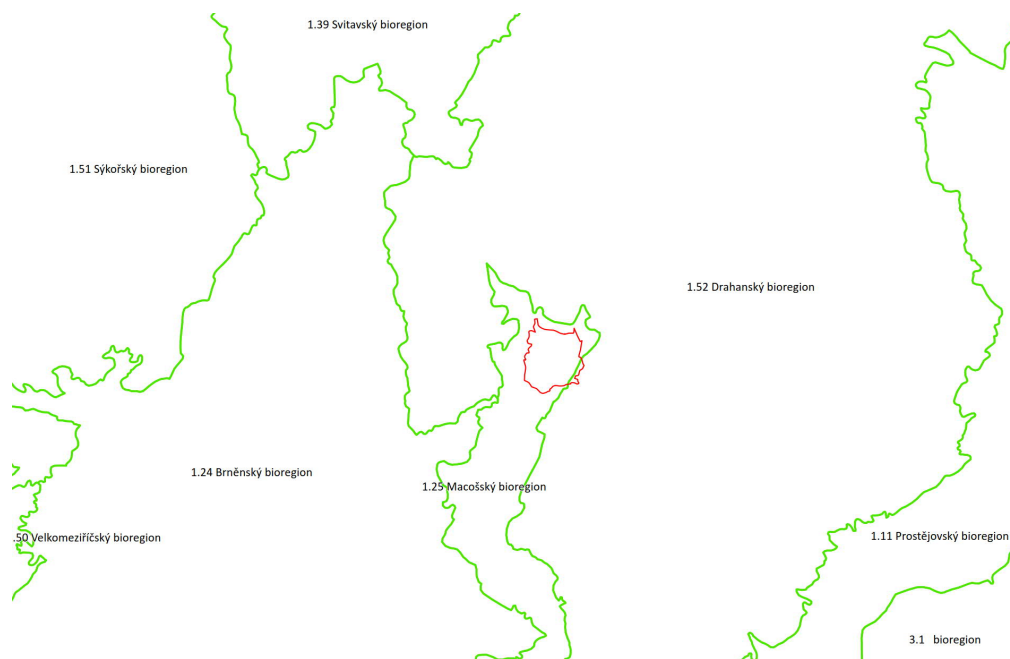 1.39 Svitavský bioregion
1.51 Sýkořský bioregion
1.52 Drahanský bioregion
1.24 Brněnský bioregion
1.25 Macošský bioregion
.50 Velkomeziříčský bioregion
1.11 Prostějovský bioregion
3.1 bioregion